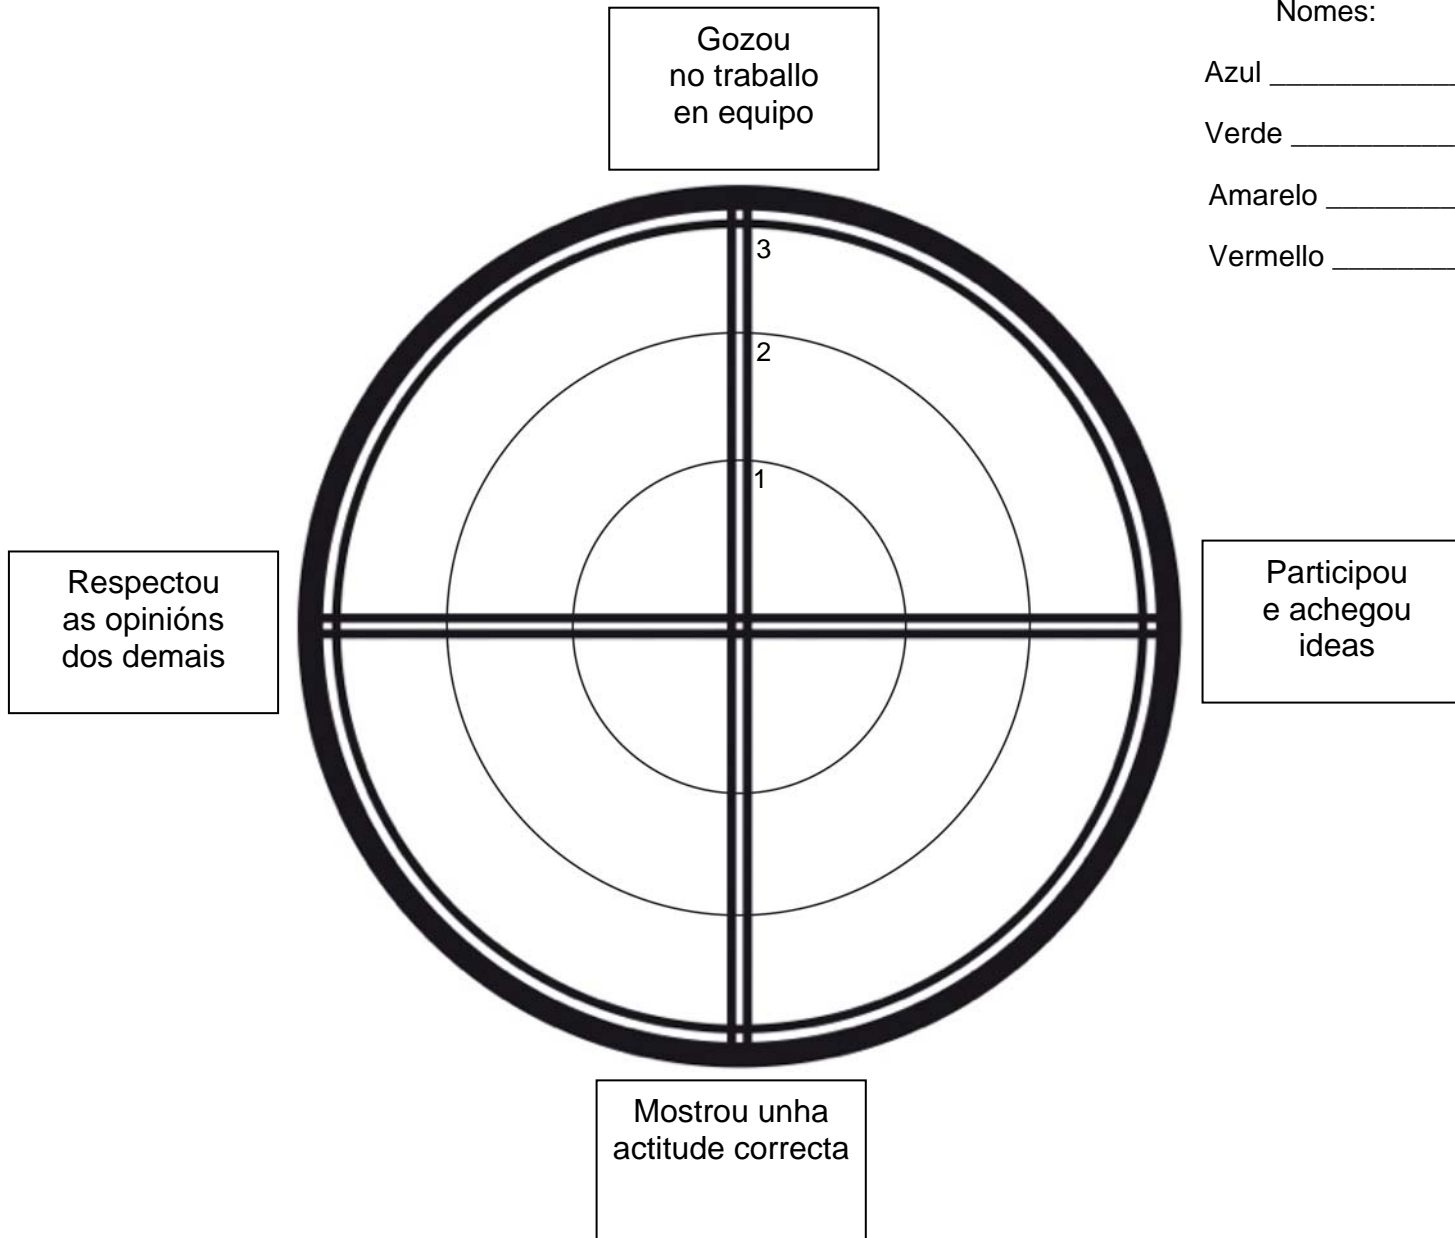 Nomes:
Gozou
no traballo
en equipo
Azul ____________
Verde __________
Amarelo ________
Vermello ________
3
2
1
Respectou
as opinións
dos demais
Participou
e achegou
ideas
Mostrou unha
actitude correcta